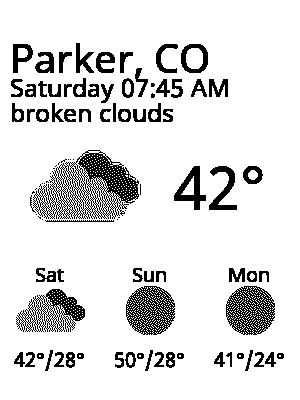 Parker, CO
Saturday 07:45 AM
broken clouds
42°
Sat Sun Mon
42°/28° 50°/28° 41°/24°